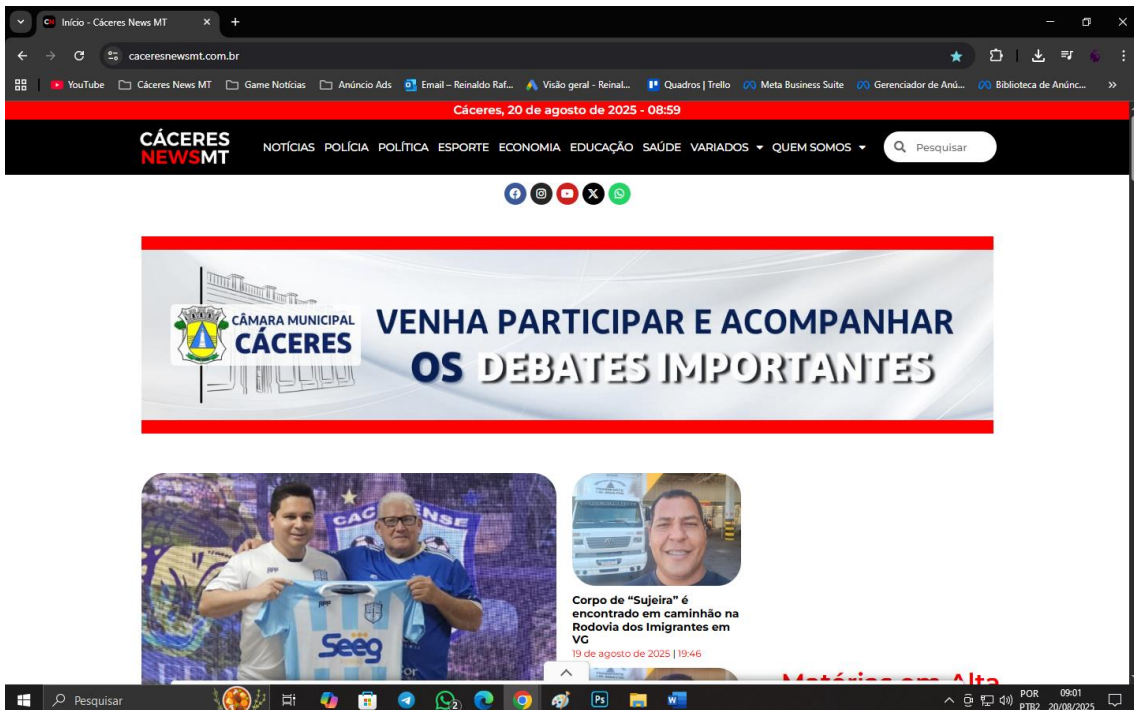 Início - Cáceres News MT
caceresnewsmt.com.br
YouTube Cáceres News MT Game Notícias Anúncio Ads Email – Reinaldo Raf... Visão geral - Reinal... Quadros | Trello Meta Business Suite Gerenciador de Anú... Biblioteca de Anúnc...
Cáceres, 20 de agosto de 2025 - 08:59
CÁCERES
NEWSMT
NOTÍCIAS POLÍCIA POLÍTICA ESPORTE ECONOMIA EDUCAÇÃO SAÚDE VARIADOS QUEM SOMOS Pesquisar
CÂMARA MUNICIPAL
CÁCERES
VENHA PARTICIPAR E ACOMPANHAR
OS DEBATES IMPORTANTES
Seeg
Corpo de “Sujeira” é
encontrado em caminhão na
Rodovia dos Imigrantes em
VG
19 de agosto de 2025 | 19:46
Matérias em Alta
Pesquisar
POR 09:01
PTB2 20/08/2025